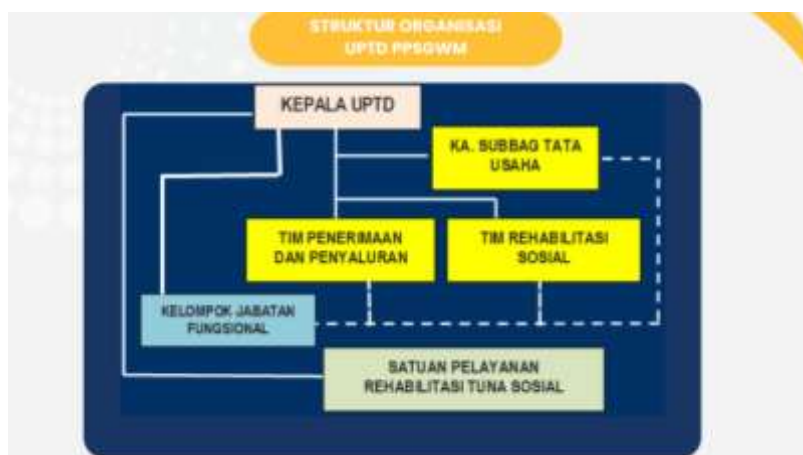 STRUKTUR ORGANISASI
UPTD PPSGWM
KEPALA UPTD
KA. SUBBAG TATA
USAHA
TIM PENERIMAAN
DAN PENYALURAN
TIM REHABILITASI
SOSIAL
KELOMPOK JABATAN
FUNGSIONAL
SATUAN PELAYANAN
REHABILITASI TUNA SOSIAL